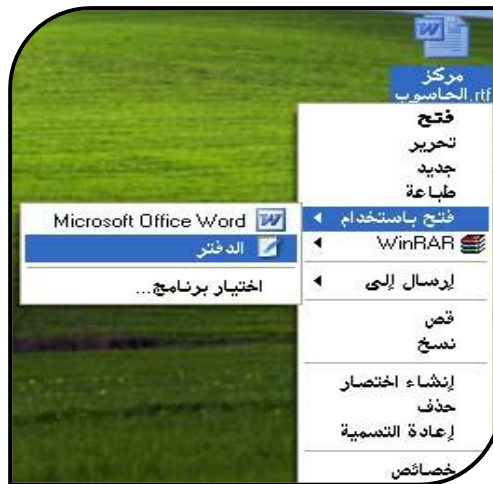 مركز
الحاسوب.rtf
فتح
تحرير
جديد
طباعة
فتح باستخدام
WinRAR
إرسال إلى
قص
نسخ
إنشاء اختصار
حذف
إعادة التسمية
خصائص
Microsoft Office Word
الدفتر
اختيار برنامج...